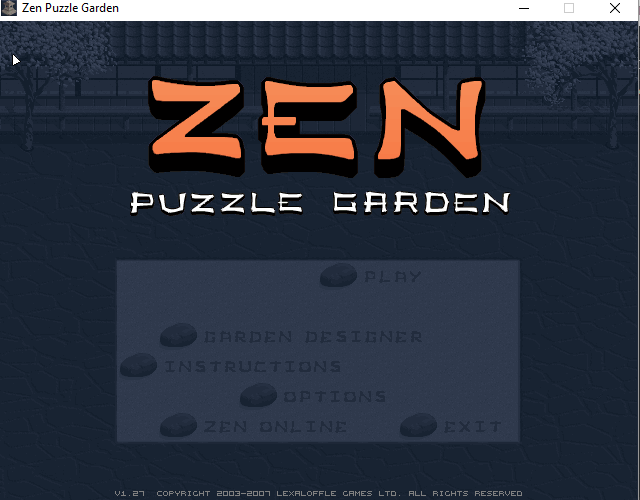 Zen Puzzle Garden
ZEN
PUZZLE GARDEN
PLAY
GARDEN DESIGNER
INSTRUCTIONS
OPTIONS
ZEN ONLINE EXIT
V1.27 COPYRIGHT 2003-2007 LEXALOFFLE GAMES LTD. ALL RIGHTS RESERVED